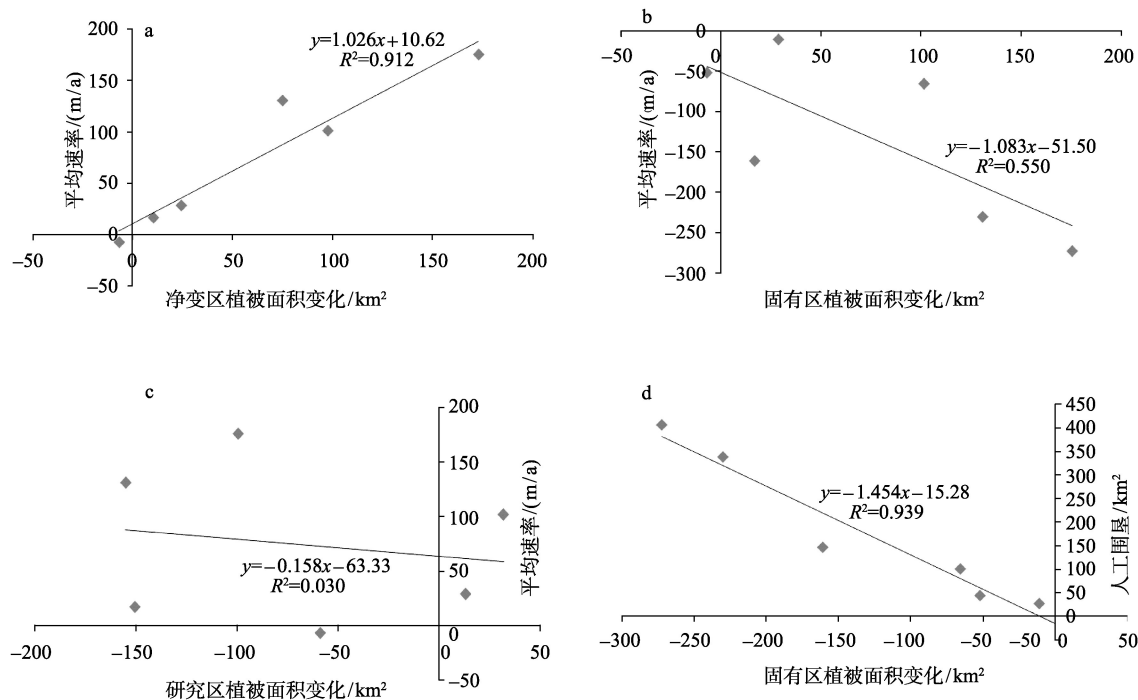 a
200
150
100
50
0
−50
−50
0
50
100
150
200
y=1.026x+10.62
R²=0.912
平均速率/(m/a)
净变区植被面积变化/km²
b
0
−50
−100
−150
−200
−250
−300
−50
0
50
100
150
200
y=−1.083x−51.50
R²=0.550
平均速率/(m/a)
固有区植被面积变化/km²
c
200
150
100
50
0
−50
−200
−150
−100
−50
0
50
y=−0.158x−63.33
R²=0.030
平均速率/(m/a)
研究区植被面积变化/km²
d
450
400
350
300
250
200
150
100
50
0
−300
−250
−200
−150
−100
−50
−50
0
50
y=−1.454x−15.28
R²=0.939
人工围垦/km²
固有区植被面积变化/km²